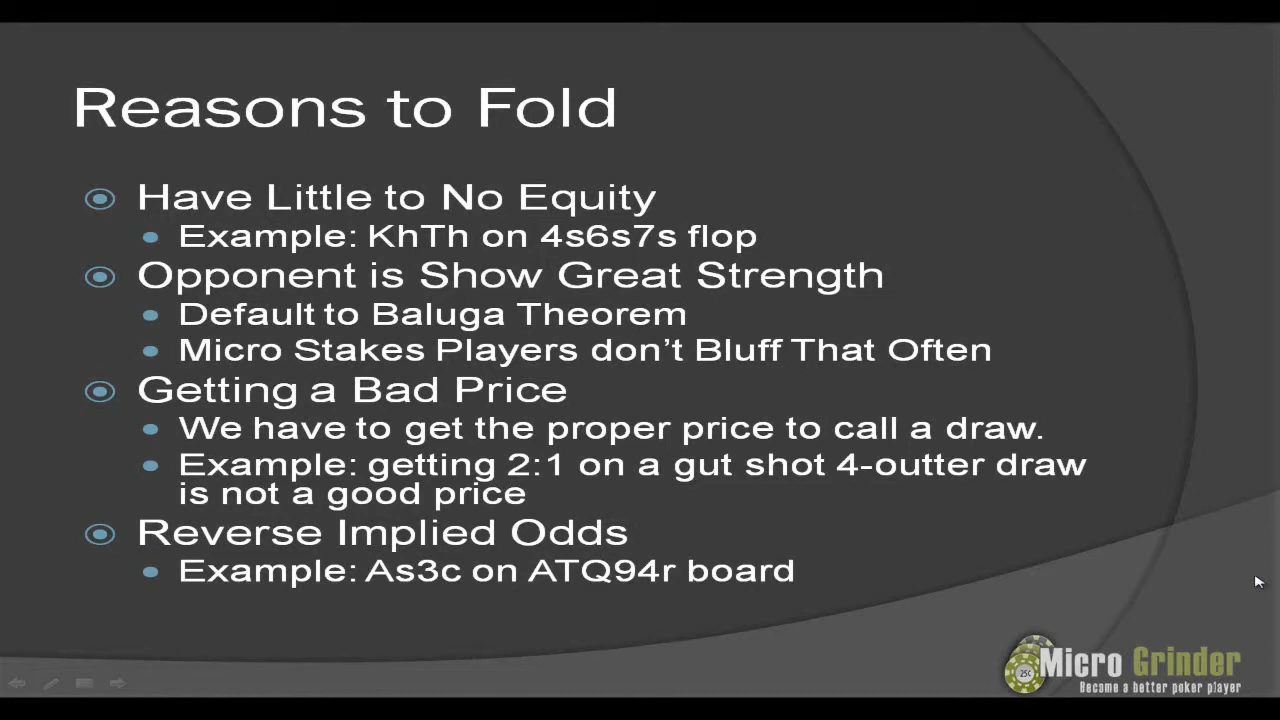 Reasons to Fold
Have Little to No Equity
Example: KhTh on 4s6s7s flop
Opponent is Show Great Strength
Default to Baluga Theorem
Micro Stakes Players don't Bluff That Often
Getting a Bad Price
We have to get the proper price to call a draw.
Example: getting 2:1 on a gut shot 4-outter draw
is not a good price
Reverse Implied Odds
Example: As3c on ATQ94r board
25¢
Micro Grinder
Become a better poker player